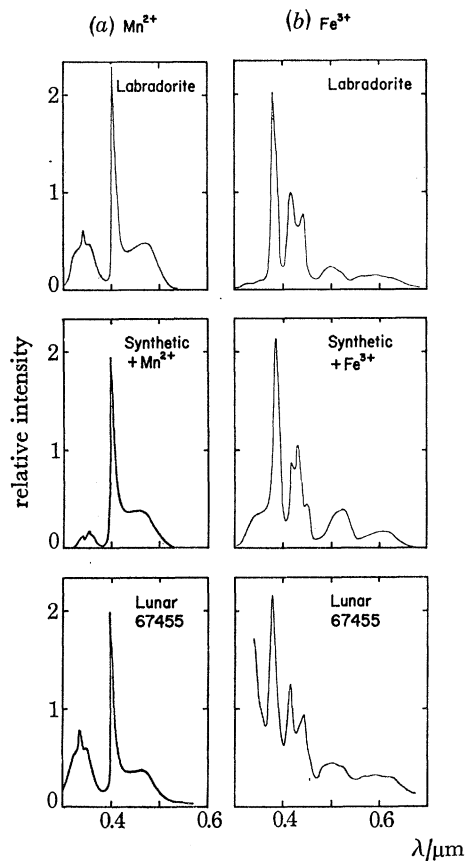 (a) Mn²⁺
(b) Fe³⁺
2
1
0
Labradorite
Labradorite
relative intensity
2
1
0
Synthetic
+Mn²⁺
Synthetic
+Fe³⁺
2
1
0
Lunar
67455
Lunar
67455
0.4
0.6
0.4
0.6
λ/μm